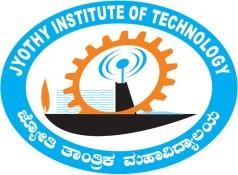 JYOTHY INSTITUTE OF TECHNOLOGY
ಜ್ಯೋತಿ ತಾಂತ್ರಿಕ ಮಹಾವಿದ್ಯಾಲಯ